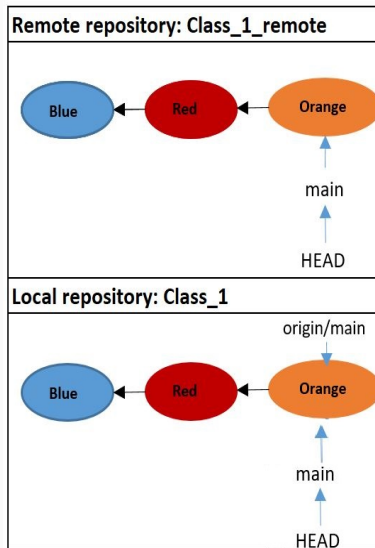 Remote repository: Class_1_remote
Blue
Red
Orange
main
HEAD
Local repository: Class_1
origin/main
Blue
Red
Orange
main
HEAD